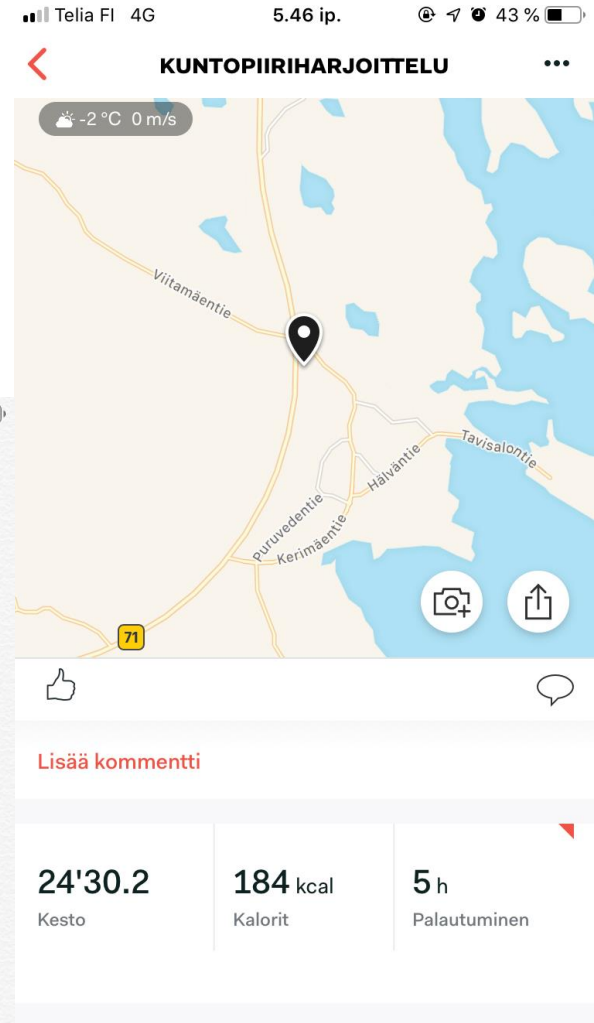 Telia FI 4G 5.46 ip. 43 %
KUNTOPIIRIHARJOITTELU
-2 °C 0 m/s
Viitamäentie
Tavisalontie
Hälväntie
Puruvedentie
Kerimäentie
71
Lisää kommentti
24'30.2 184 kcal 5 h
Kesto Kalorit Palautuminen